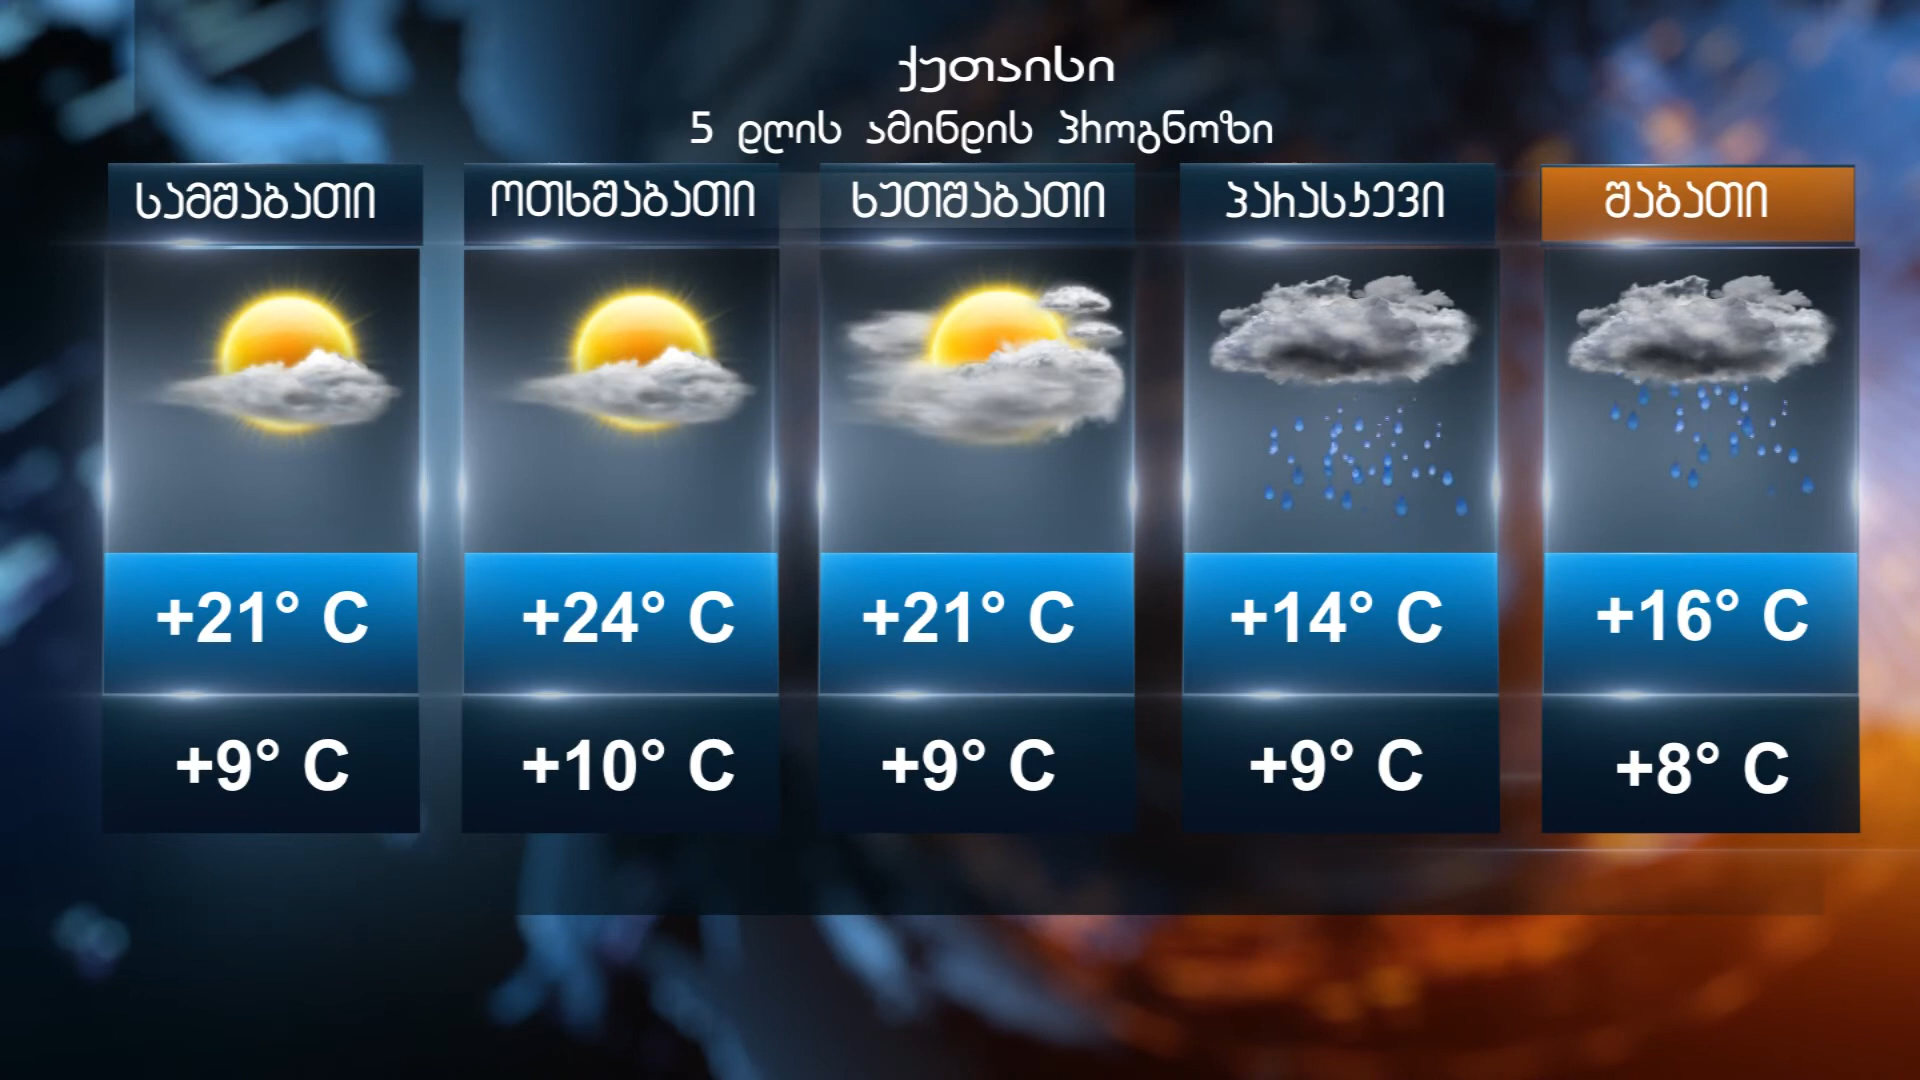 ქუთაისი
5 დღის ამინდის პროგნოზი
სამშაბათი
ოთხშაბათი
ხუთშაბათი
პარასკევი
შაბათი
+21° C
+24° C
+21° C
+14° C
+16° C
+9° C
+10° C
+9° C
+9° C
+8° C